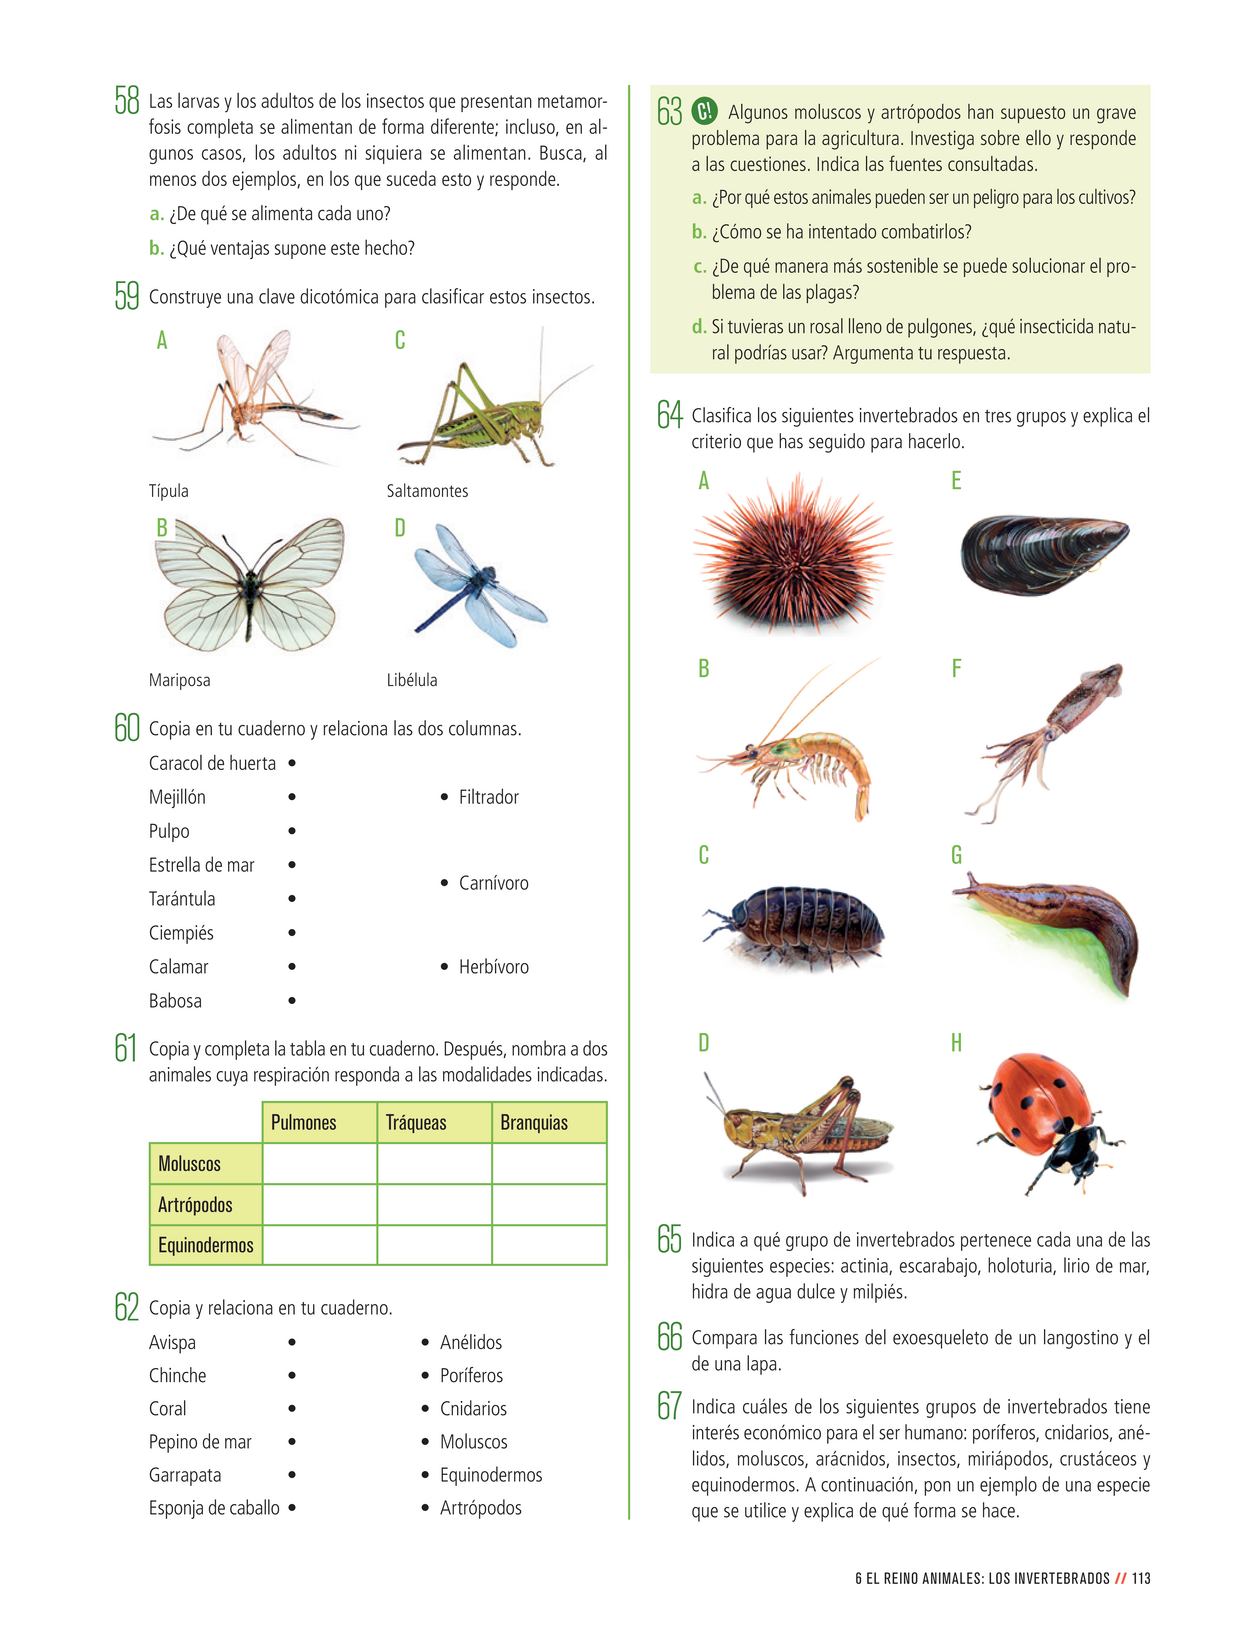 58 Las larvas y los adultos de los insectos que presentan metamor-
fosis completa se alimentan de forma diferente; incluso, en al-
gunos casos, los adultos ni siquiera se alimentan. Busca, al
menos dos ejemplos, en los que suceda esto y responde.
a. ¿De qué se alimenta cada uno?
b. ¿Qué ventajas supone este hecho?
59 Construye una clave dicotómica para clasificar estos insectos.
A
C
Típula
Saltamontes
B
D
Mariposa
Libélula
60 Copia en tu cuaderno y relaciona las dos columnas.
Caracol de huerta •
Mejillón • • Filtrador
Pulpo •
Estrella de mar •
• Carnívoro
Tarántula •
Ciempiés •
Calamar • • Herbívoro
Babosa •
61 Copia y completa la tabla en tu cuaderno. Después, nombra a dos
animales cuya respiración responda a las modalidades indicadas.
Pulmones Tráqueas Branquias
Moluscos
Artrópodos
Equinodermos
62 Copia y relaciona en tu cuaderno.
Avispa • • Anélidos
Chinche • • Poríferos
Coral • • Cnidarios
Pepino de mar • • Moluscos
Garrapata • • Equinodermos
Esponja de caballo • • Artrópodos
63 C! Algunos moluscos y artrópodos han supuesto un grave
problema para la agricultura. Investiga sobre ello y responde
a las cuestiones. Indica las fuentes consultadas.
a. ¿Por qué estos animales pueden ser un peligro para los cultivos?
b. ¿Cómo se ha intentado combatirlos?
c. ¿De qué manera más sostenible se puede solucionar el pro-
blema de las plagas?
d. Si tuvieras un rosal lleno de pulgones, ¿qué insecticida natu-
ral podrías usar? Argumenta tu respuesta.
64 Clasifica los siguientes invertebrados en tres grupos y explica el
criterio que has seguido para hacerlo.
A
E
B
F
C
G
D
H
65 Indica a qué grupo de invertebrados pertenece cada una de las
siguientes especies: actinia, escarabajo, holoturia, lirio de mar,
hidra de agua dulce y milpiés.
66 Compara las funciones del exoesqueleto de un langostino y el
de una lapa.
67 Indica cuáles de los siguientes grupos de invertebrados tiene
interés económico para el ser humano: poríferos, cnidarios, ané-
lidos, moluscos, arácnidos, insectos, miriápodos, crustáceos y
equinodermos. A continuación, pon un ejemplo de una especie
que se utilice y explica de qué forma se hace.
6 EL REINO ANIMALES: LOS INVERTEBRADOS // 113